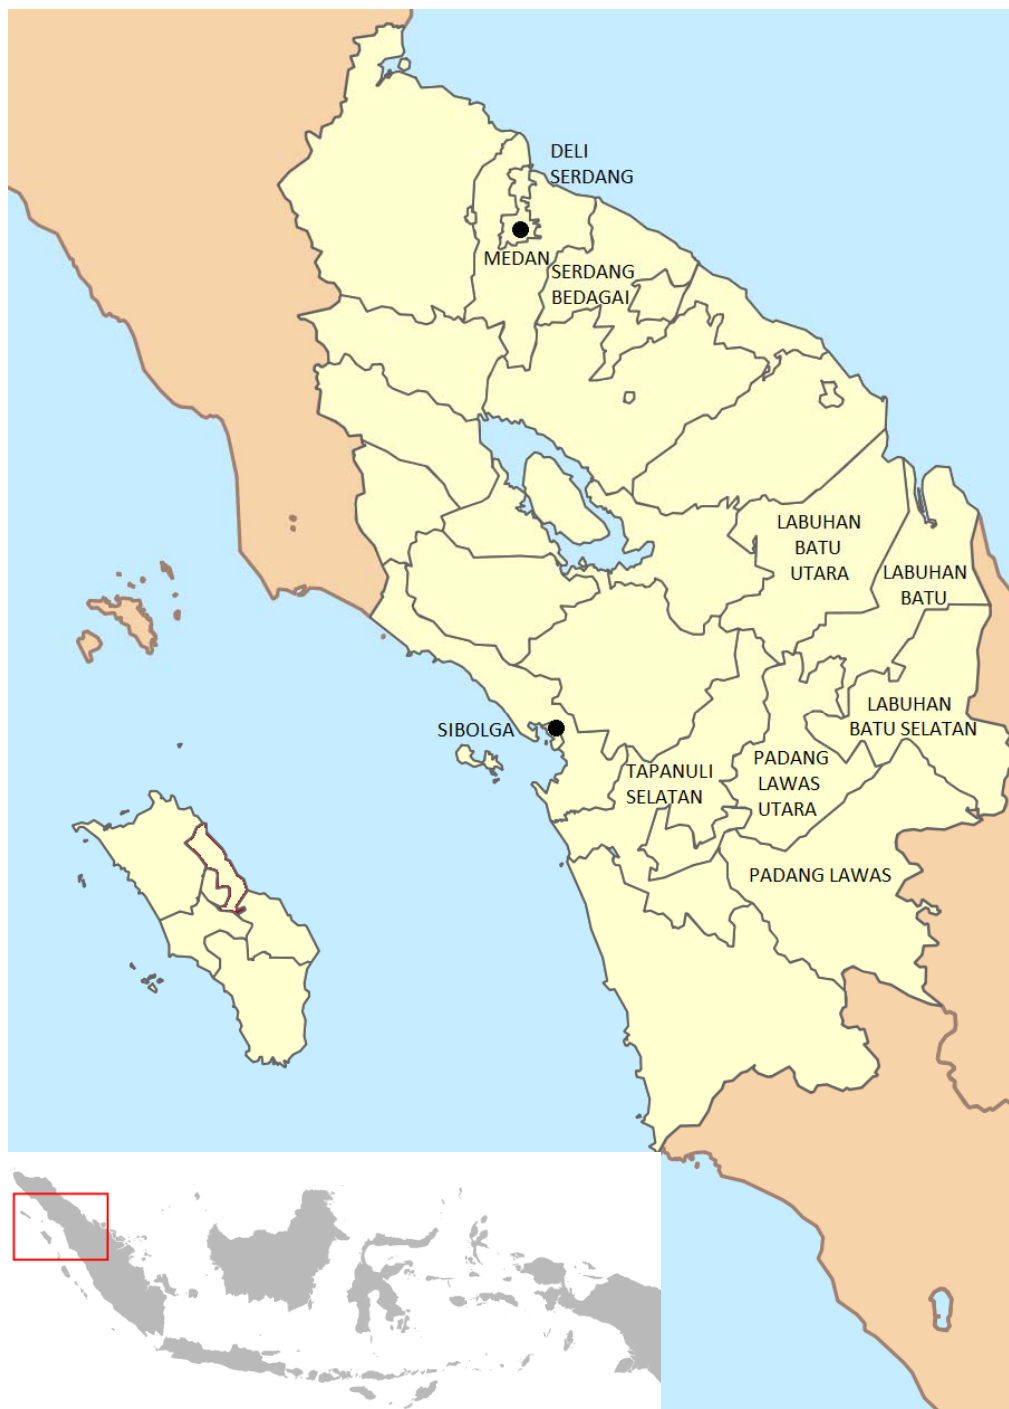 DELI
SERDANG
MEDAN
SERDANG
BEDAGAI
LABUHAN
BATU
UTARA
LABUHAN
BATU
LABUHAN
BATU SELATAN
SIBOLGA
TAPANULI
SELATAN
PADANG
LAWAS
UTARA
PADANG LAWAS